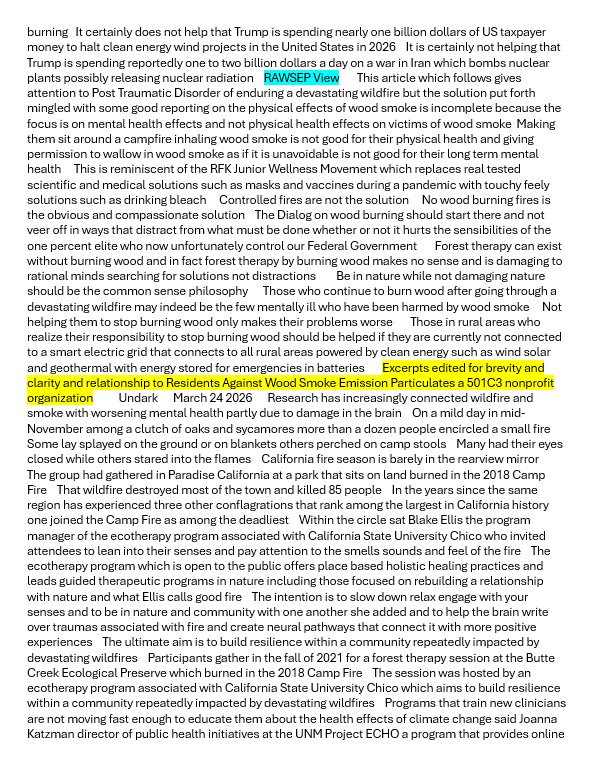 burning   It certainly does not help that Trump is spending nearly one billion dollars of US taxpayer
money to halt clean energy wind projects in the United States in 2026   It is certainly not helping that
Trump is spending reportedly one to two billion dollars a day on a war in Iran which bombs nuclear
plants possibly releasing nuclear radiation   RAWSEP View      This article which follows gives
attention to Post Traumatic Disorder of enduring a devastating wildfire but the solution put forth
mingled with some good reporting on the physical effects of wood smoke is incomplete because the
focus is on mental health effects and not physical health effects on victims of wood smoke  Making
them sit around a campfire inhaling wood smoke is not good for their physical health and giving
permission to wallow in wood smoke as if it is unavoidable is not good for their long term mental
health    This is reminiscent of the RFK Junior Wellness Movement which replaces real tested
scientific and medical solutions such as masks and vaccines during a pandemic with touchy feely
solutions such as drinking bleach    Controlled fires are not the solution    No wood burning fires is
the obvious and compassionate solution   The Dialog on wood burning should start there and not
veer off in ways that distract from what must be done whether or not it hurts the sensibilities of the
one percent elite who now unfortunately control our Federal Government      Forest therapy can exist
without burning wood and in fact forest therapy by burning wood makes no sense and is damaging to
rational minds searching for solutions not distractions       Be in nature while not damaging nature
should be the common sense philosophy    Those who continue to burn wood after going through a
devastating wildfire may indeed be the few mentally ill who have been harmed by wood smoke    Not
helping them to stop burning wood only makes their problems worse      Those in rural areas who
realize their responsibility to stop burning wood should be helped if they are currently not connected
to a smart electric grid that connects to all rural areas powered by clean energy such as wind solar
and geothermal with energy stored for emergencies in batteries      Excerpts edited for brevity and
clarity and relationship to Residents Against Wood Smoke Emission Particulates a 501C3 nonprofit
organization        Undark     March 24 2026     Research has increasingly connected wildfire and
smoke with worsening mental health partly due to damage in the brain    On a mild day in mid-
November among a clutch of oaks and sycamores more than a dozen people encircled a small fire
Some lay splayed on the ground or on blankets others perched on camp stools    Many had their eyes
closed while others stared into the flames    California fire season is barely in the rearview mirror
The group had gathered in Paradise California at a park that sits on land burned in the 2018 Camp
Fire    That wildfire destroyed most of the town and killed 85 people    In the years since the same
region has experienced three other conflagrations that rank among the largest in California history
one joined the Camp Fire as among the deadliest    Within the circle sat Blake Ellis the program
manager of the ecotherapy program associated with California State University Chico who invited
attendees to lean into their senses and pay attention to the smells sounds and feel of the fire    The
ecotherapy program which is open to the public offers place based holistic healing practices and
leads guided therapeutic programs in nature including those focused on rebuilding a relationship
with nature and what Ellis calls good fire    The intention is to slow down relax engage with your
senses and to be in nature and community with one another she added and to help the brain write
over traumas associated with fire and create neural pathways that connect it with more positive
experiences    The ultimate aim is to build resilience within a community repeatedly impacted by
devastating wildfires    Participants gather in the fall of 2021 for a forest therapy session at the Butte
Creek Ecological Preserve which burned in the 2018 Camp Fire    The session was hosted by an
ecotherapy program associated with California State University Chico which aims to build resilience
within a community repeatedly impacted by devastating wildfires    Programs that train new clinicians
are not moving fast enough to educate them about the health effects of climate change said Joanna
Katzman director of public health initiatives at the UNM Project ECHO a program that provides online